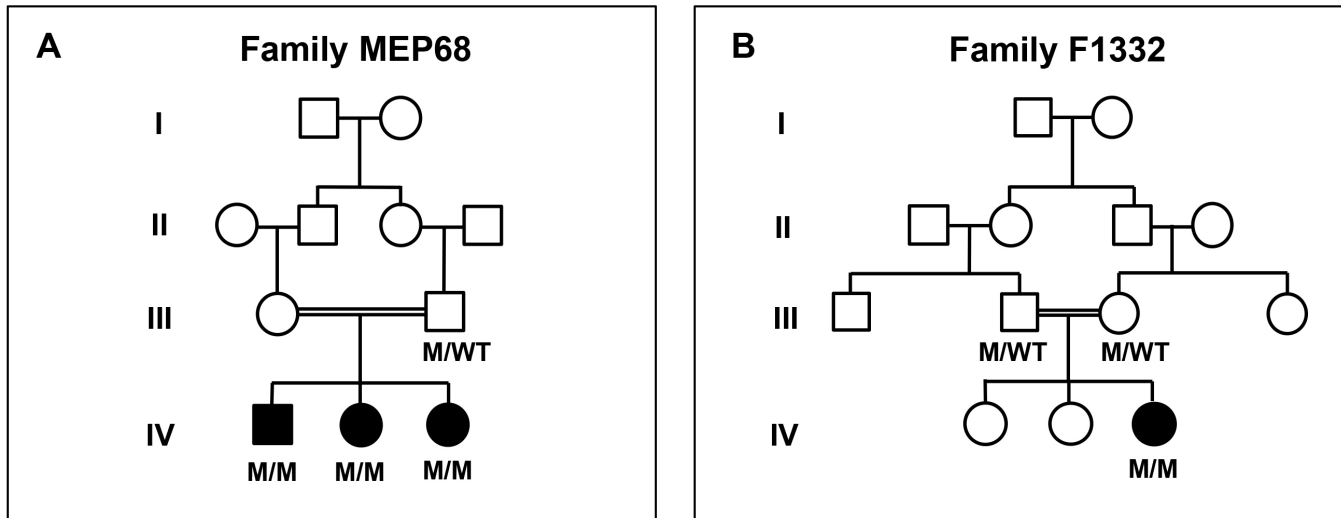 A
Family MEP68
I
II
III
M/WT
IV
M/M M/M M/M
B
Family F1332
I
II
III
M/WT M/WT
IV
M/M